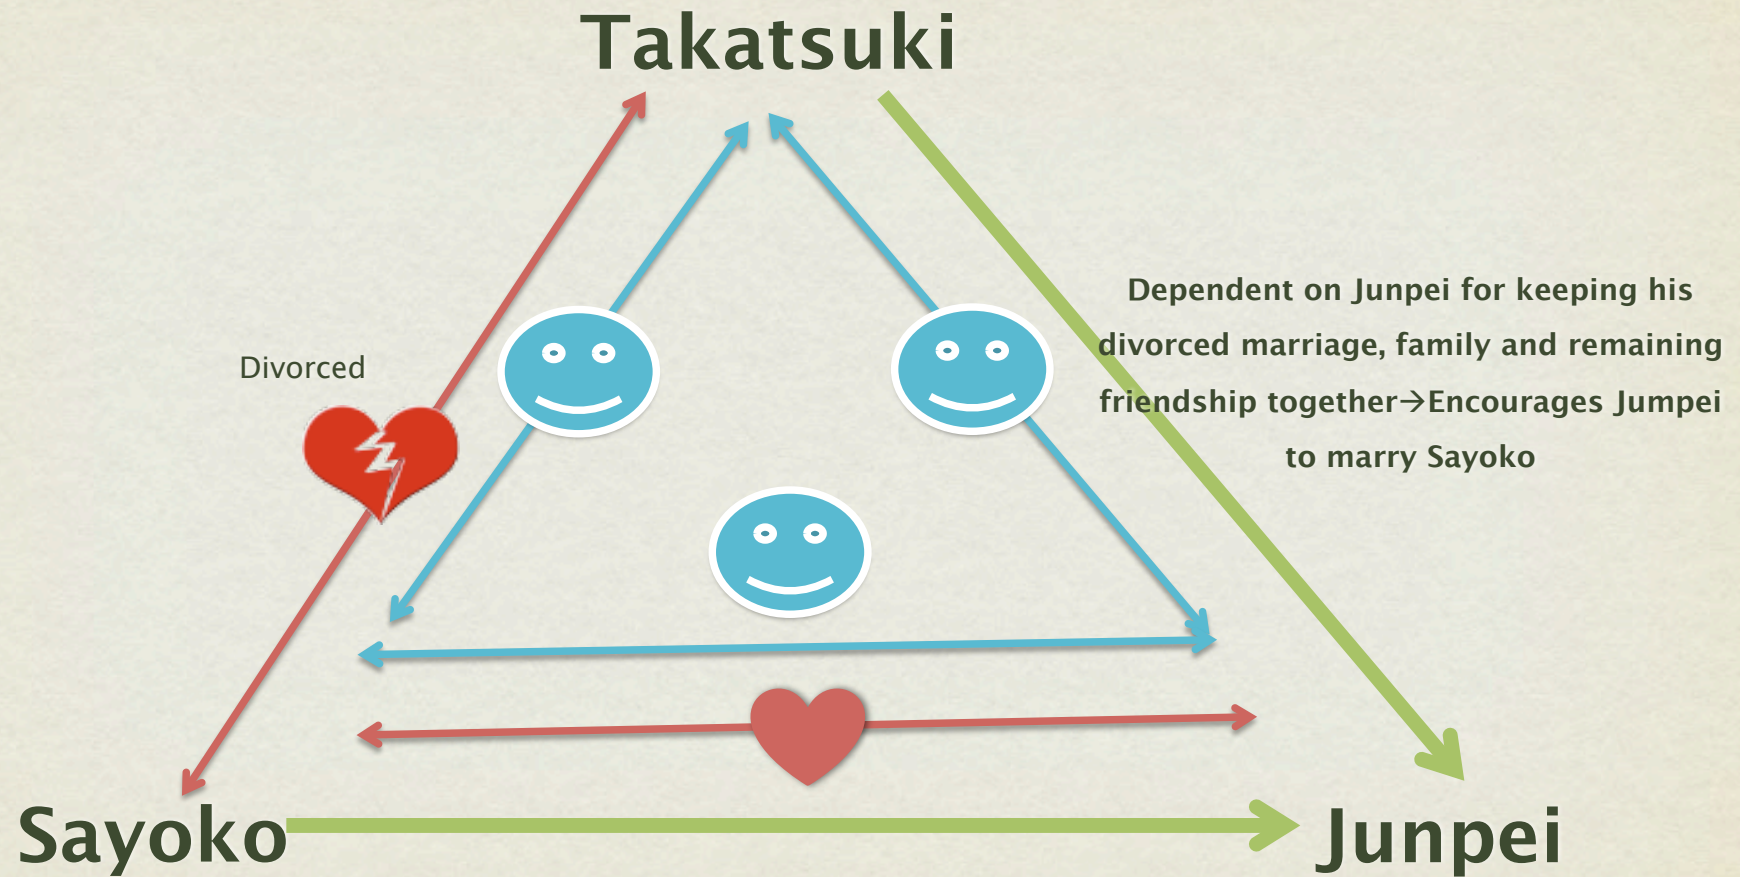 Takatsuki
Divorced
Dependent on Junpei for keeping his
divorced marriage, family and remaining
friendship together→Encourages Jumpei
to marry Sayoko
Sayoko
Junpei